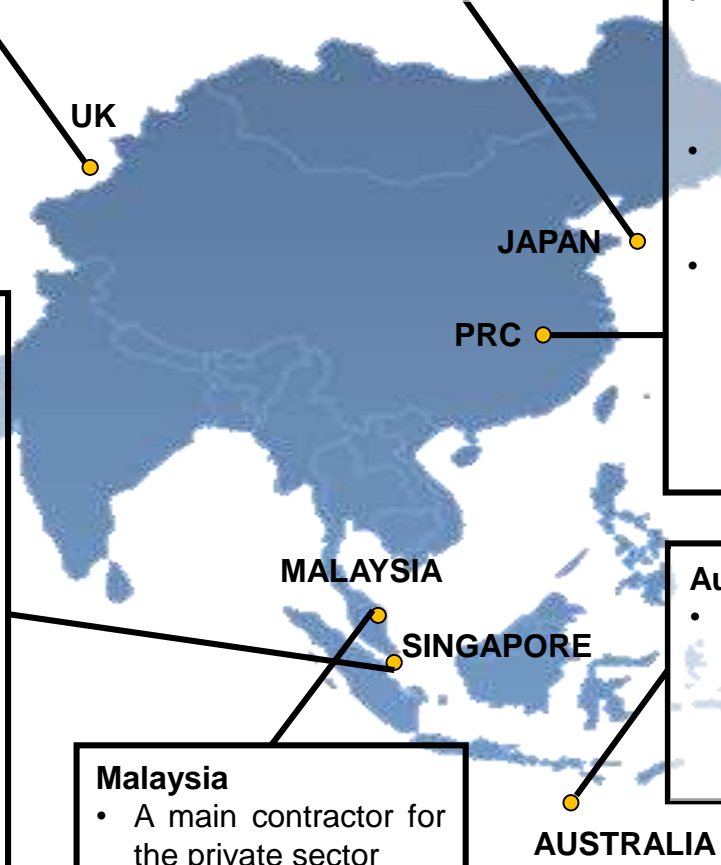 UK
JAPAN
PRC
MALAYSIA
SINGAPORE
Malaysia
• A main contractor for
the private sector
AUSTRALIA